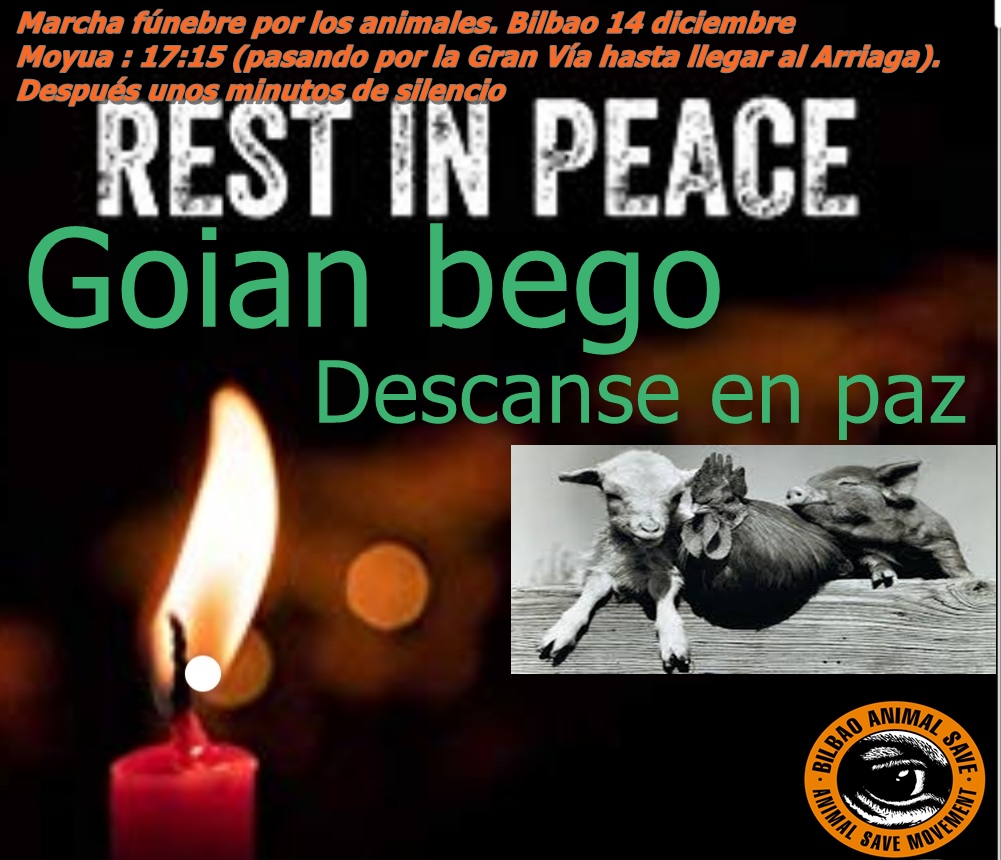 Marcha fúnebre por los animales. Bilbao 14 diciembre
Moyua : 17:15 (pasando por la Gran Vía hasta llegar al Arriaga).
Después unos minutos de silencio
REST IN PEACE
Goian bego
Descanse en paz
· BILBAO ANIMAL SAVE ·
ANIMAL SAVE MOVEMENT